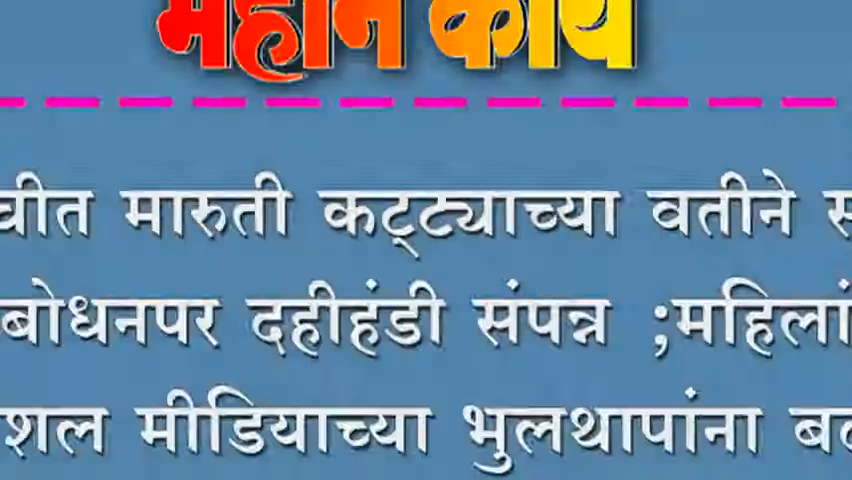 महान कार्य
चीत मारुती कट्ट्याच्या वतीने
बोधनपर दहीहंडी संपन्न ;महिलां
शल मीडियाच्या भुलथापांना